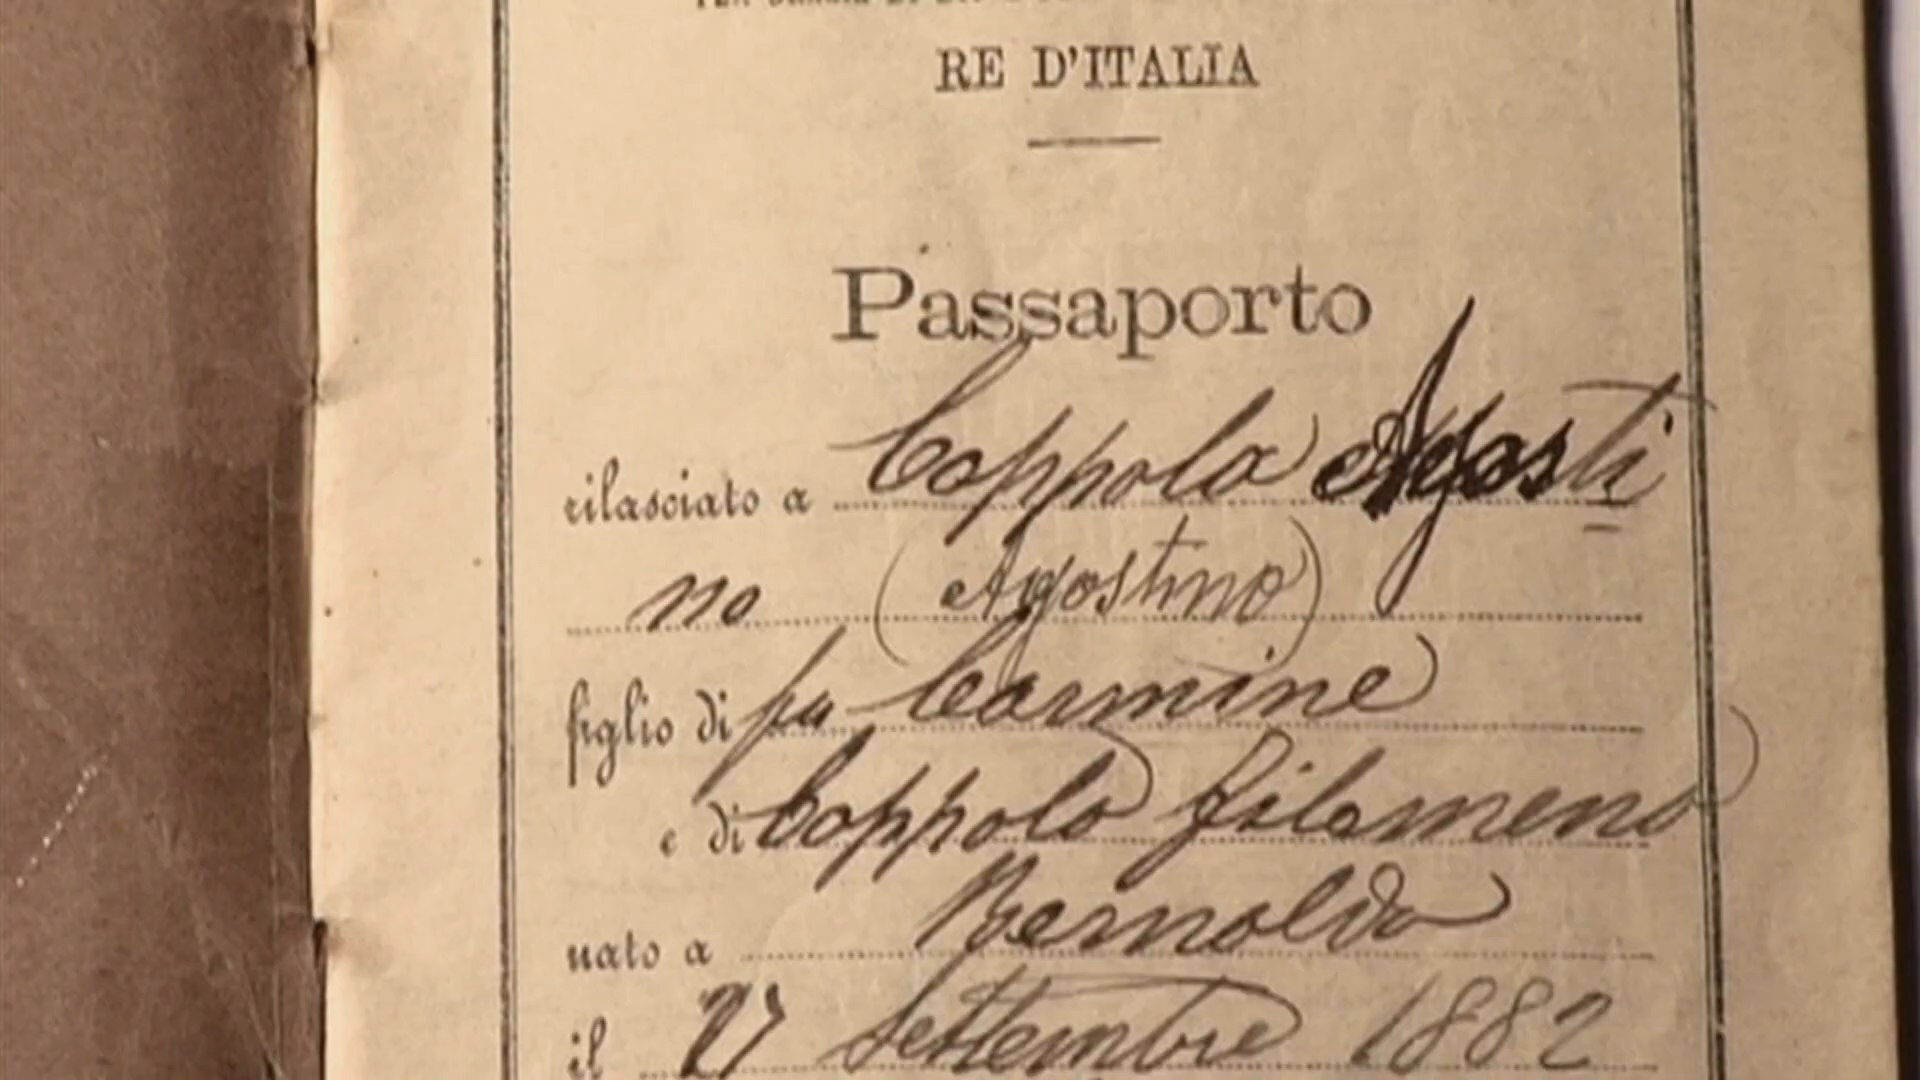 RE D'ITALIA
Passaporto
rilasciato a Coppola Agosti
no (Agostino)
figlio di fu Carmine
e di Coppola Filomena
nato a Bernalda
il 27 Settembre 1882